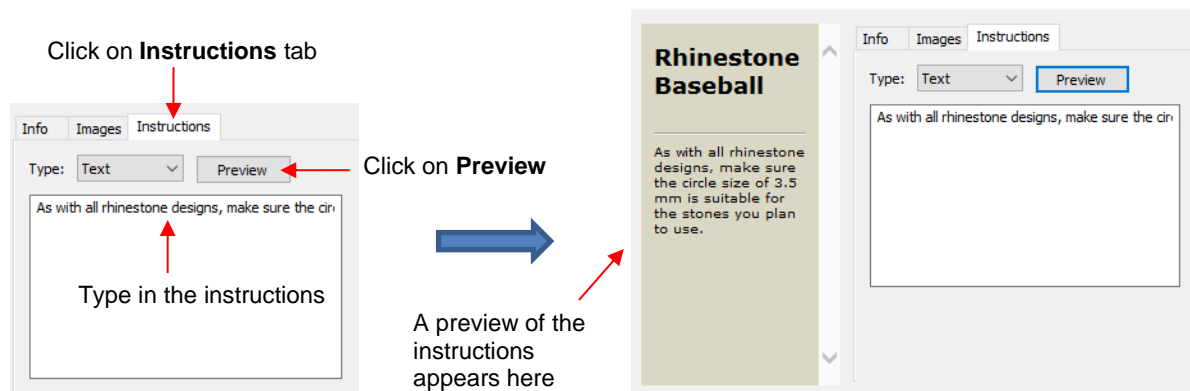 Click on Instructions tab
Info Images Instructions
Type: Text Preview
Click on Preview
As with all rhinestone designs, make sure the cir
Type in the instructions
A preview of the
instructions
appears here
Rhinestone
Baseball
As with all rhinestone
designs, make sure
the circle size of 3.5
mm is suitable for
the stones you plan
to use.
Info Images Instructions
Type: Text Preview
As with all rhinestone designs, make sure the cir